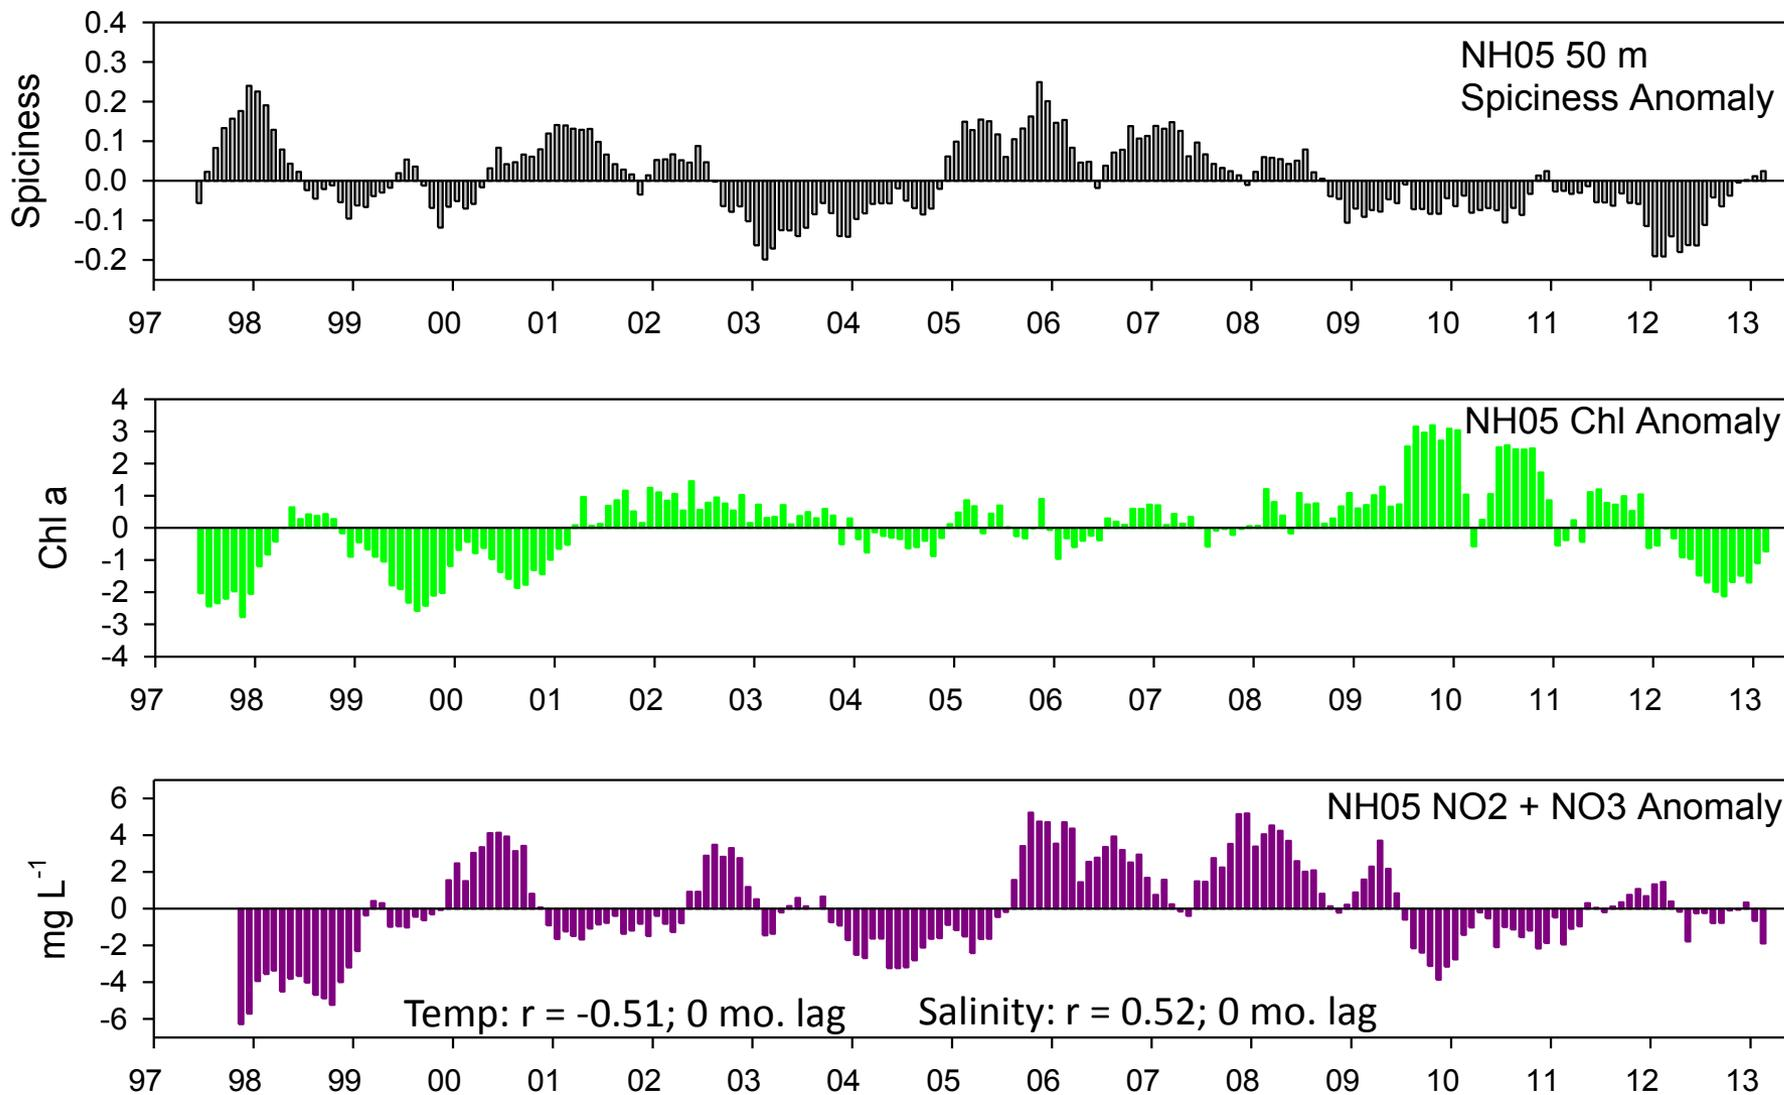 0.4
0.3
0.2
0.1
0.0
-0.1
-0.2
Spiciness
NH05 50 m
Spiciness Anomaly
97 98 99 00 01 02 03 04 05 06 07 08 09 10 11 12 13
4
3
2
1
0
-1
-2
-3
-4
Chl a
NH05 Chl Anomaly
97 98 99 00 01 02 03 04 05 06 07 08 09 10 11 12 13
6
4
2
0
-2
-4
-6
mg L⁻¹
NH05 NO2 + NO3 Anomaly
Temp: r = -0.51; 0 mo. lag Salinity: r = 0.52; 0 mo. lag
97 98 99 00 01 02 03 04 05 06 07 08 09 10 11 12 13